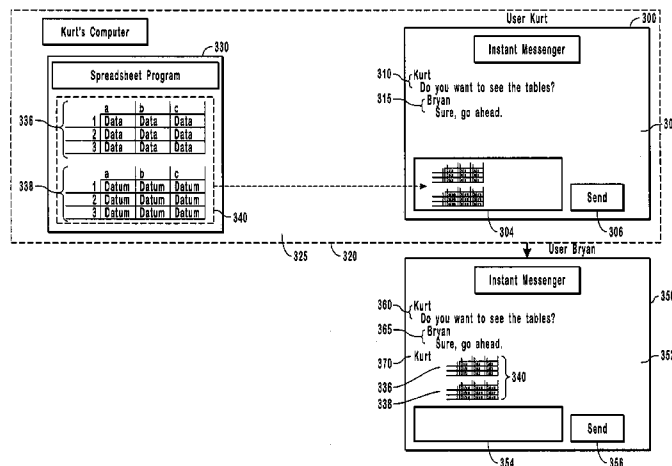 User Kurt
300
Kurt's Computer
330
Spreadsheet Program
Instant Messenger
310
Kurt
Do you want to see the tables?
315
Bryan
Sure, go ahead.
336
a b c
1 Data Data Data
2 Data Data Data
3 Data Data Data
338
a b c
1 Datum Datum Datum
2 Datum Datum Datum
3 Datum Datum Datum
340
Send
304
306
325
320
User Bryan
Instant Messenger
350
360
Kurt
Do you want to see the tables?
365
Bryan
Sure, go ahead.
370
Kurt
336
338
340
Send
354
356